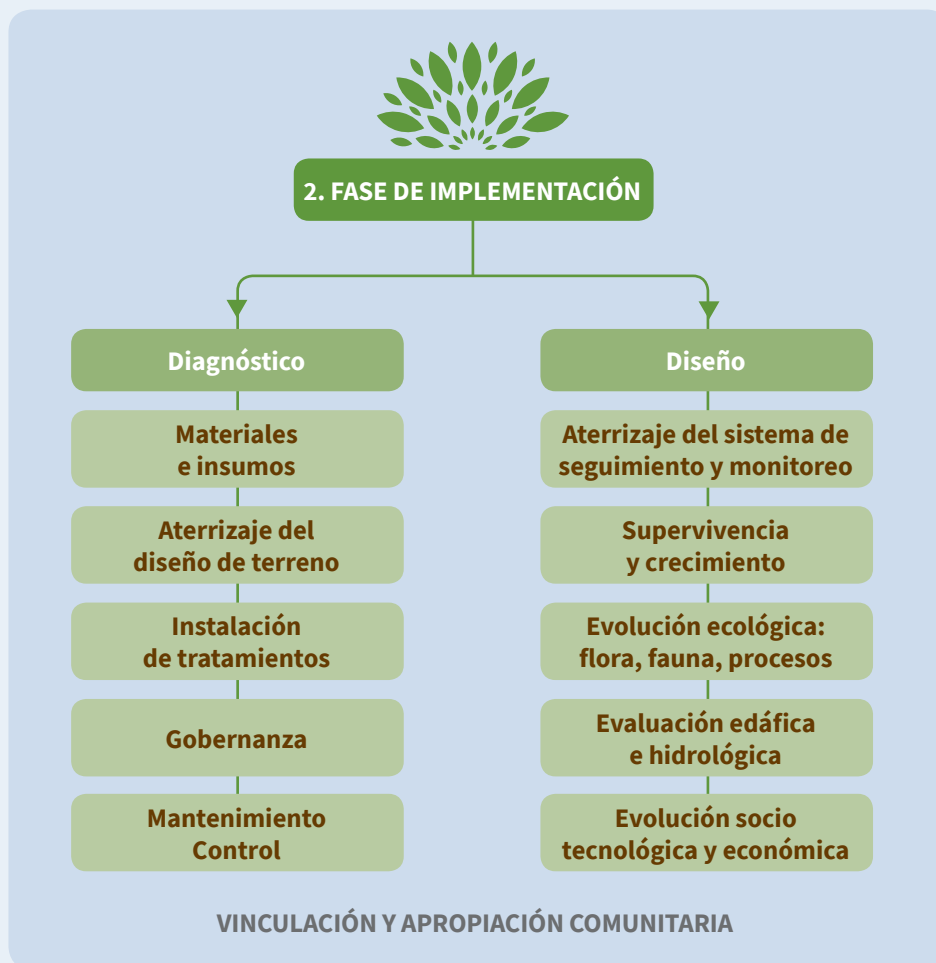 2. FASE DE IMPLEMENTACIÓN
Diagnóstico
Materiales
e insumos
Aterrizaje del
diseño de terreno
Instalación
de tratamientos
Gobernanza
Mantenimiento
Control
Diseño
Aterrizaje del sistema de
seguimiento y monitoreo
Supervivencia
y crecimiento
Evolución ecológica:
flora, fauna, procesos
Evaluación edáfica
e hidrológica
Evolución socio
tecnológica y económica
VINCULACIÓN Y APROPIACIÓN COMUNITARIA